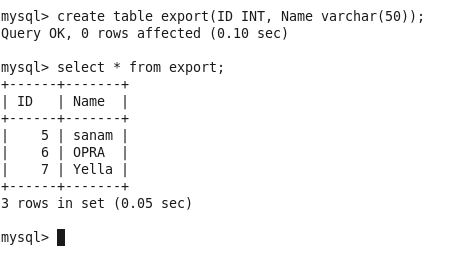 mysql> create table export(ID INT, Name varchar(50));
Query OK, 0 rows affected (0.10 sec)
mysql> select * from export;
+------+-------+
| ID   | Name  |
+------+-------+
|    5 | sanam |
|    6 | OPRA  |
|    7 | Yella |
+------+-------+
3 rows in set (0.05 sec)
mysql>